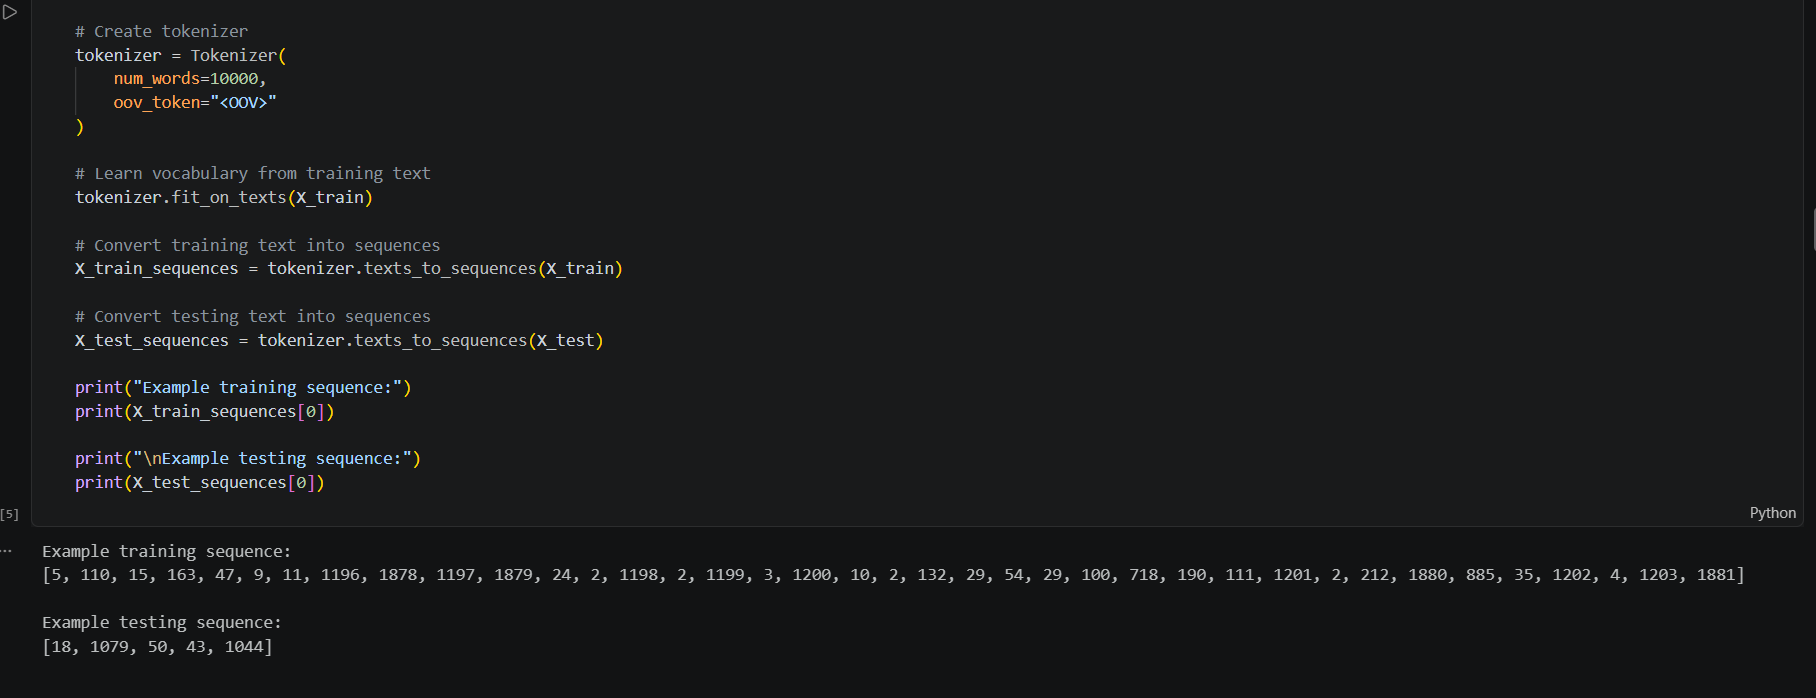 # Create tokenizer
tokenizer = Tokenizer(
    num_words=10000,
    oov_token="<OOV>"
)
# Learn vocabulary from training text
tokenizer.fit_on_texts(X_train)
# Convert training text into sequences
X_train_sequences = tokenizer.texts_to_sequences(X_train)
# Convert testing text into sequences
X_test_sequences = tokenizer.texts_to_sequences(X_test)
print("Example training sequence:")
print(X_train_sequences[0])
print("\nExample testing sequence:")
print(X_test_sequences[0])
[5]
Python
Example training sequence:
[5, 110, 15, 163, 47, 9, 11, 1196, 1878, 1197, 1879, 24, 2, 1198, 2, 1199, 3, 1200, 10, 2, 132, 29, 54, 29, 100, 718, 190, 111, 1201, 2, 212, 1880, 885, 35, 1202, 4, 1203, 1881]
Example testing sequence:
[18, 1079, 50, 43, 1044]